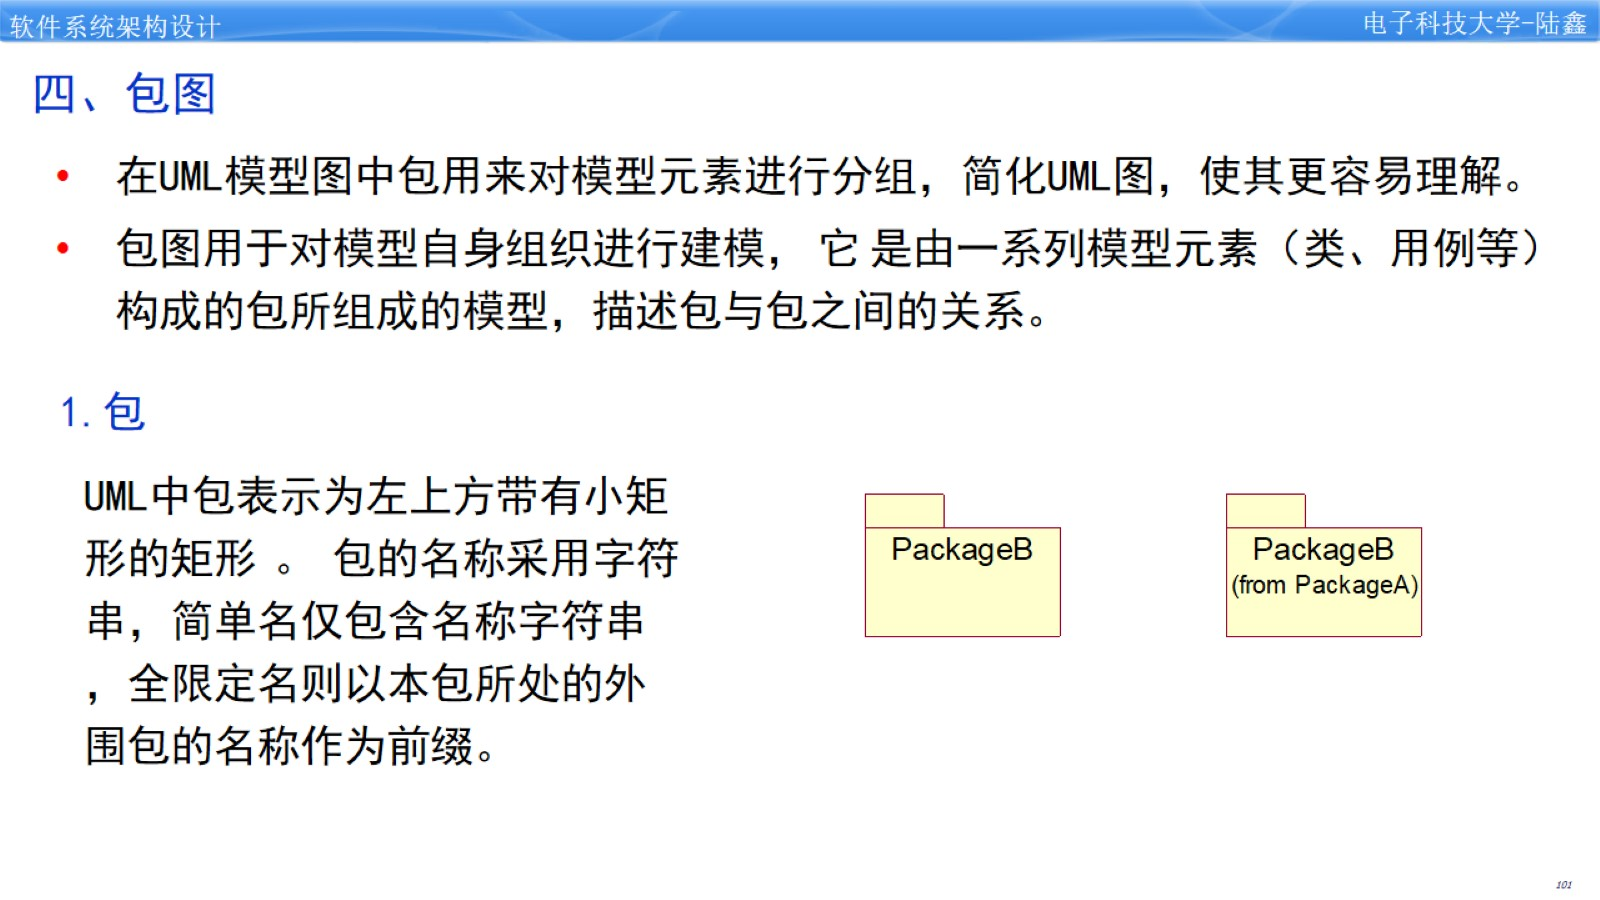 软件系统架构设计
电子科技大学-陆鑫
四、包图
• 在UML模型图中包用来对模型元素进行分组，简化UML图，使其更容易理解。
• 包图用于对模型自身组织进行建模， 它 是由一系列模型元素（类、用例等）
构成的包所组成的模型，描述包与包之间的关系。
1.包
UML中包表示为左上方带有小矩
形的矩形 。 包的名称采用字符
串，简单名仅包含名称字符串
，全限定名则以本包所处的外
围包的名称作为前缀。
PackageB
PackageB
(from PackageA)
101